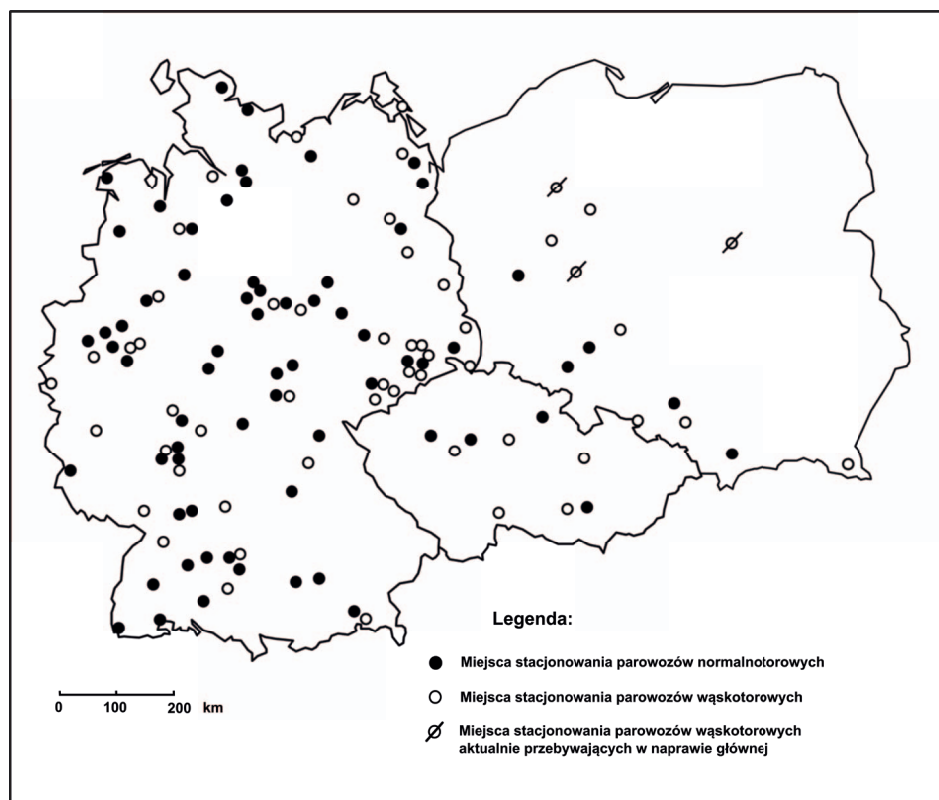 Legenda:
Miejsca stacjonowania parowozów normalnotorowych
Miejsca stacjonowania parowozów wąskotorowych
Miejsca stacjonowania parowozów wąskotorowych
aktualnie przebywających w naprawie głównej
0 100 200 km